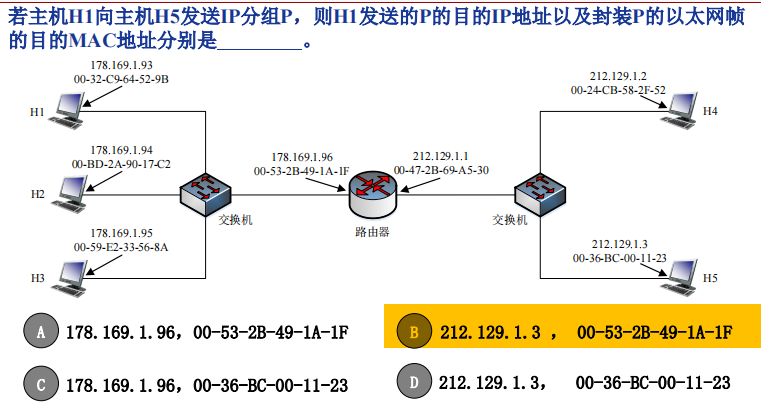 若主机H1向主机H5发送IP分组P，则H1发送的P的目的IP地址以及封装P的以太网帧
的目的MAC地址分别是________。
178.169.1.93
00-32-C9-64-52-9B
H1
212.129.1.2
00-24-CB-58-2F-52
H4
178.169.1.94
00-BD-2A-90-17-C2
H2
178.169.1.96
00-53-2B-49-1A-1F
212.129.1.1
00-47-2B-69-A5-30
交换机
路由器
交换机
178.169.1.95
00-59-E2-33-56-8A
H3
212.129.1.3
00-36-BC-00-11-23
H5
A 178.169.1.96，00-53-2B-49-1A-1F
B 212.129.1.3 ， 00-53-2B-49-1A-1F
C 178.169.1.96，00-36-BC-00-11-23
D 212.129.1.3， 00-36-BC-00-11-23